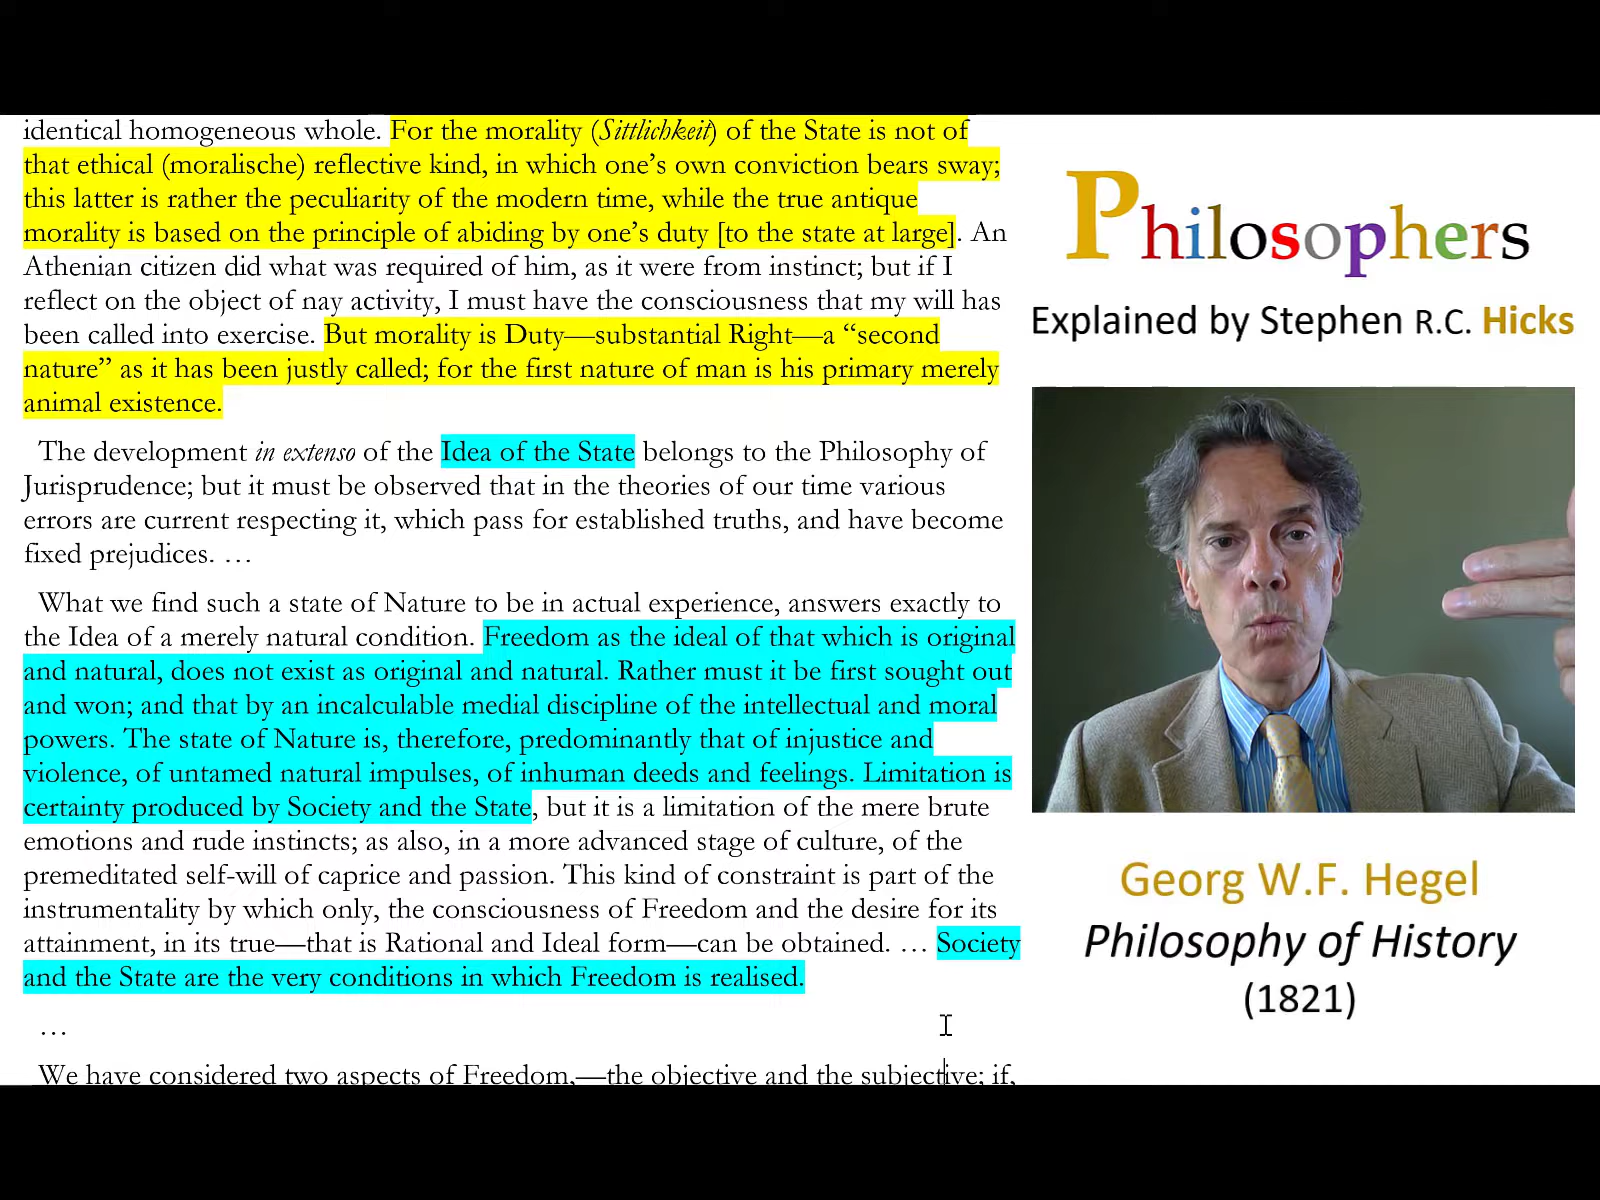 identical homogeneous whole. For the morality (Sittlichkeit) of the State is not of
that ethical (moralische) reflective kind, in which one’s own conviction bears sway;
this latter is rather the peculiarity of the modern time, while the true antique
morality is based on the principle of abiding by one’s duty [to the state at large]. An
Athenian citizen did what was required of him, as it were from instinct; but if I
reflect on the object of nay activity, I must have the consciousness that my will has
been called into exercise. But morality is Duty—substantial Right—a “second
nature” as it has been justly called; for the first nature of man is his primary merely
animal existence.
The development in extenso of the Idea of the State belongs to the Philosophy of
Jurisprudence; but it must be observed that in the theories of our time various
errors are current respecting it, which pass for established truths, and have become
fixed prejudices. …
What we find such a state of Nature to be in actual experience, answers exactly to
the Idea of a merely natural condition. Freedom as the ideal of that which is original
and natural, does not exist as original and natural. Rather must it be first sought out
and won; and that by an incalculable medial discipline of the intellectual and moral
powers. The state of Nature is, therefore, predominantly that of injustice and
violence, of untamed natural impulses, of inhuman deeds and feelings. Limitation is
certainty produced by Society and the State, but it is a limitation of the mere brute
emotions and rude instincts; as also, in a more advanced stage of culture, of the
premeditated self-will of caprice and passion. This kind of constraint is part of the
instrumentality by which only, the consciousness of Freedom and the desire for its
attainment, in its true—that is Rational and Ideal form—can be obtained. … Society
and the State are the very conditions in which Freedom is realised.
…
We have considered two aspects of Freedom,—the objective and the subjective; if,
Philosophers
Explained by Stephen R.C. Hicks
Georg W.F. Hegel
Philosophy of History
(1821)